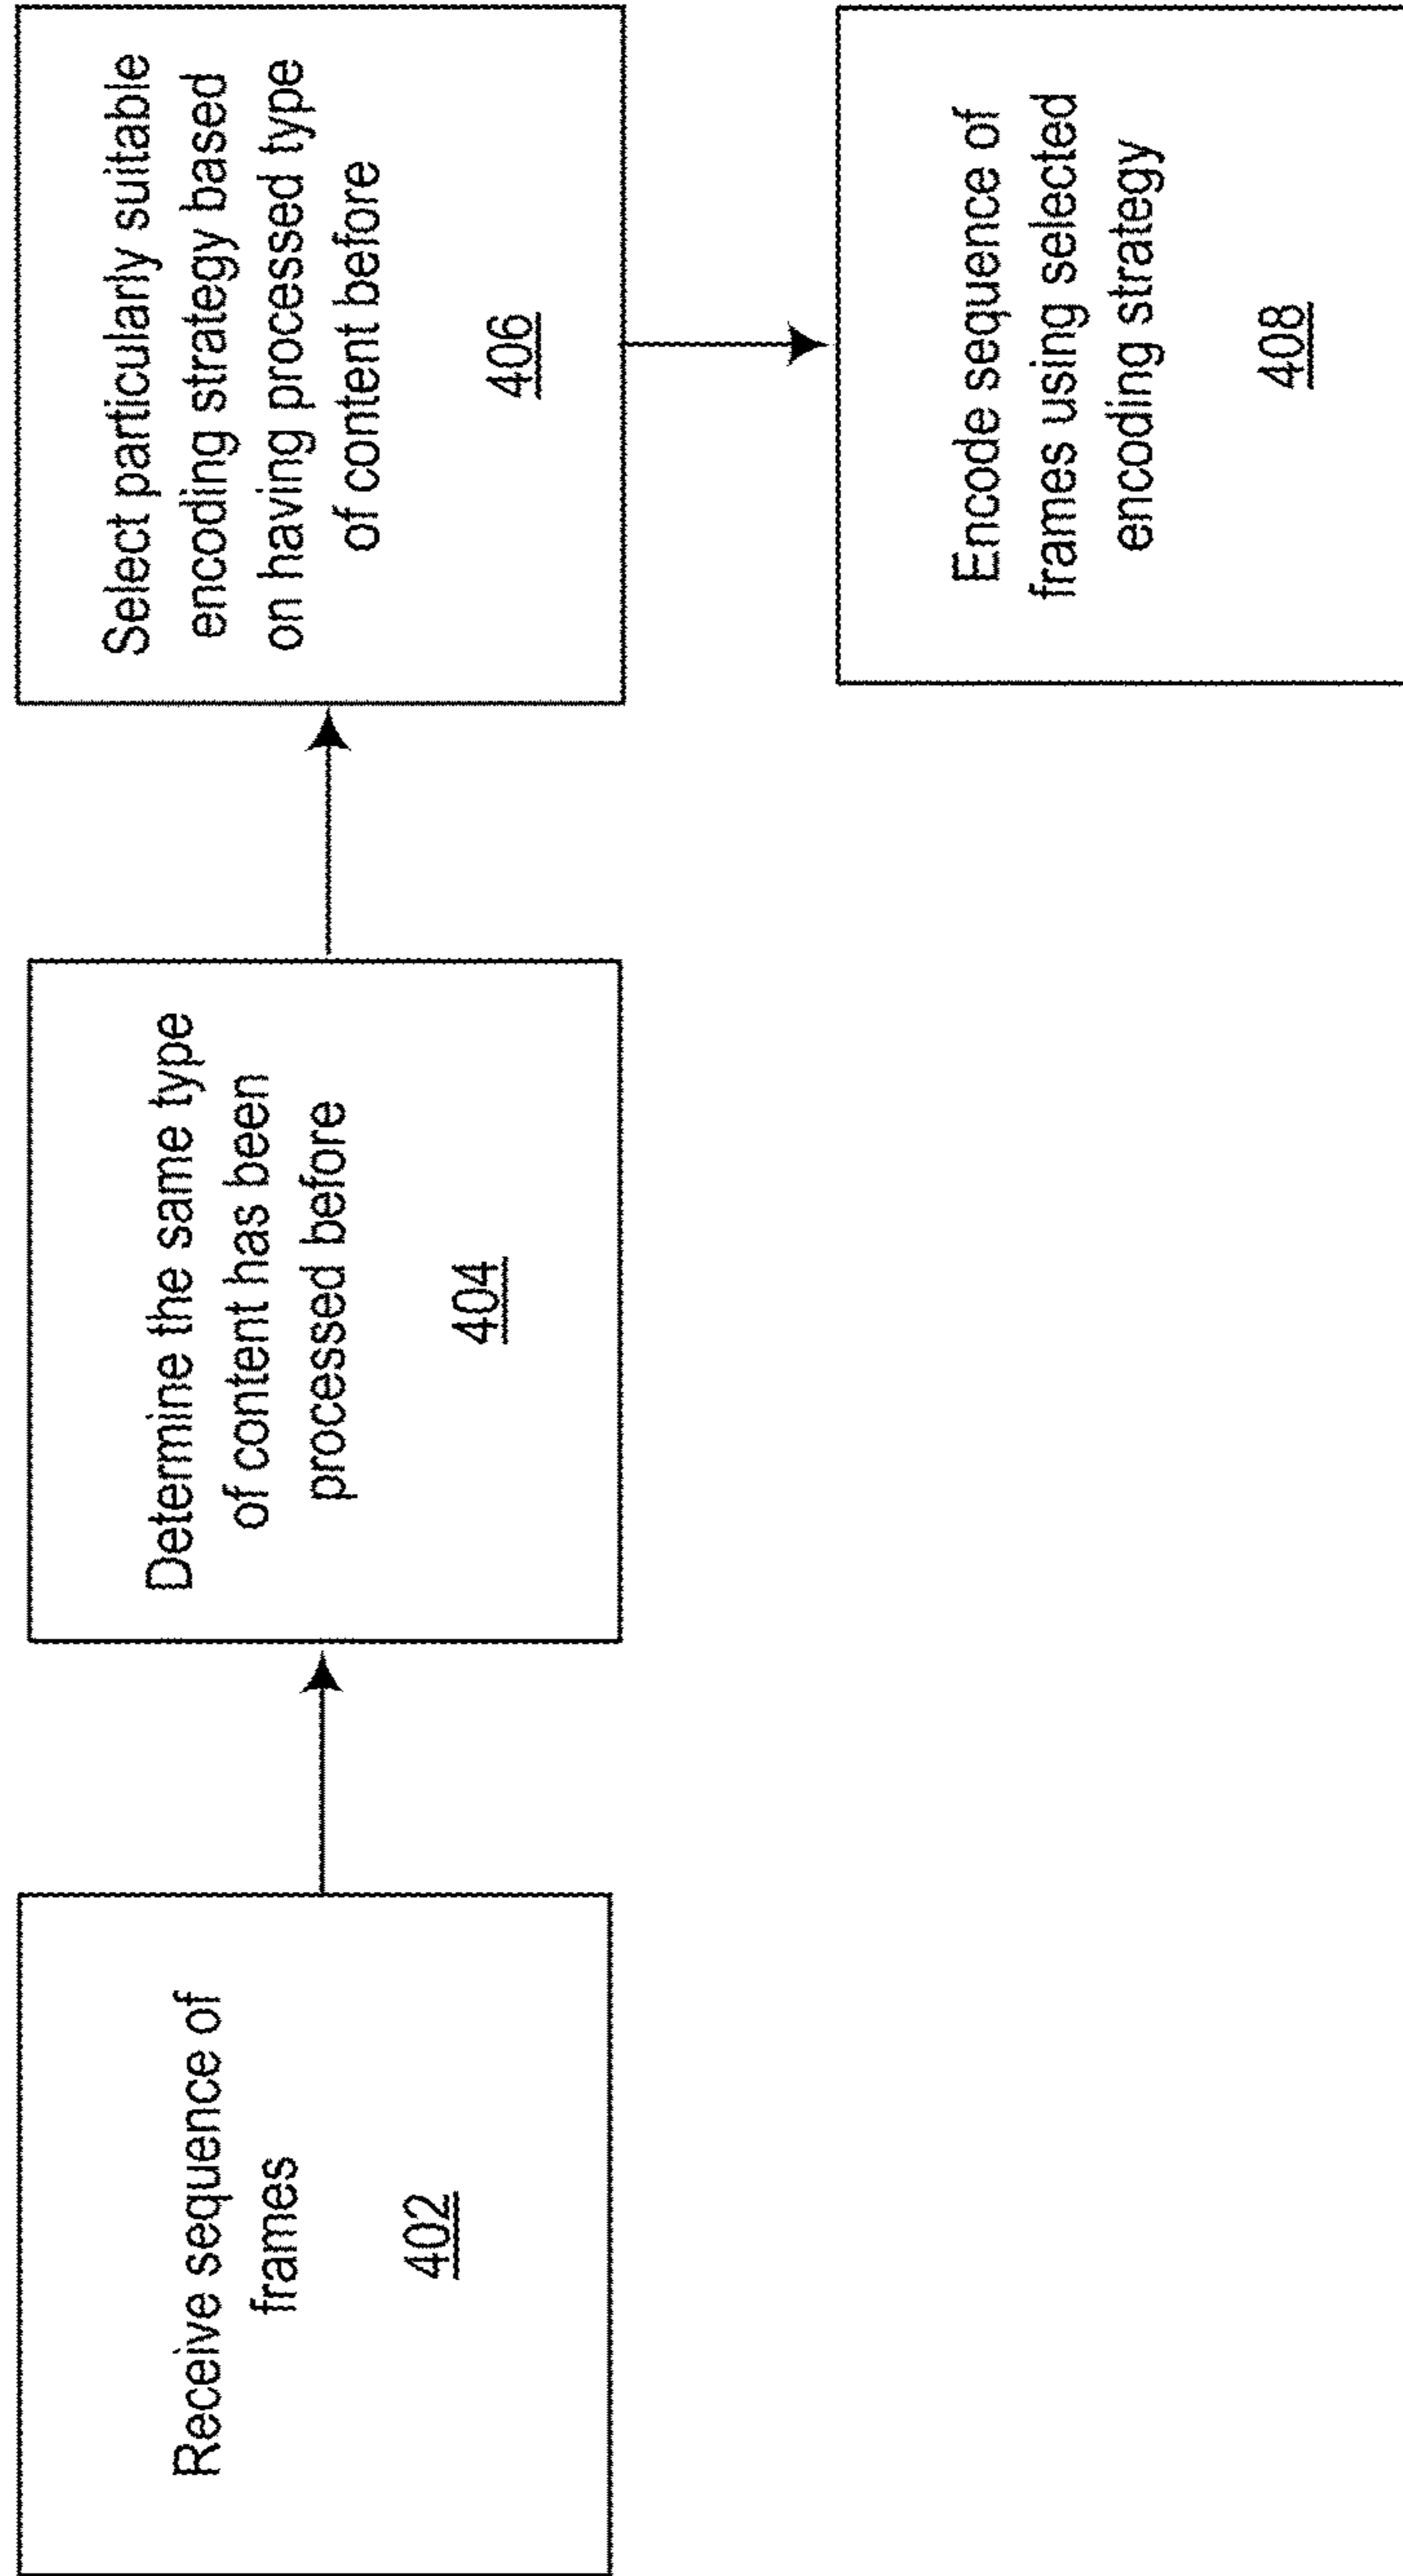 Receive sequence of
frames
402
Determine the same type
of content has been
processed before
404
Select particularly suitable
encoding strategy based
on having processed type
of content before
406
Encode sequence of
frames using selected
encoding strategy
408